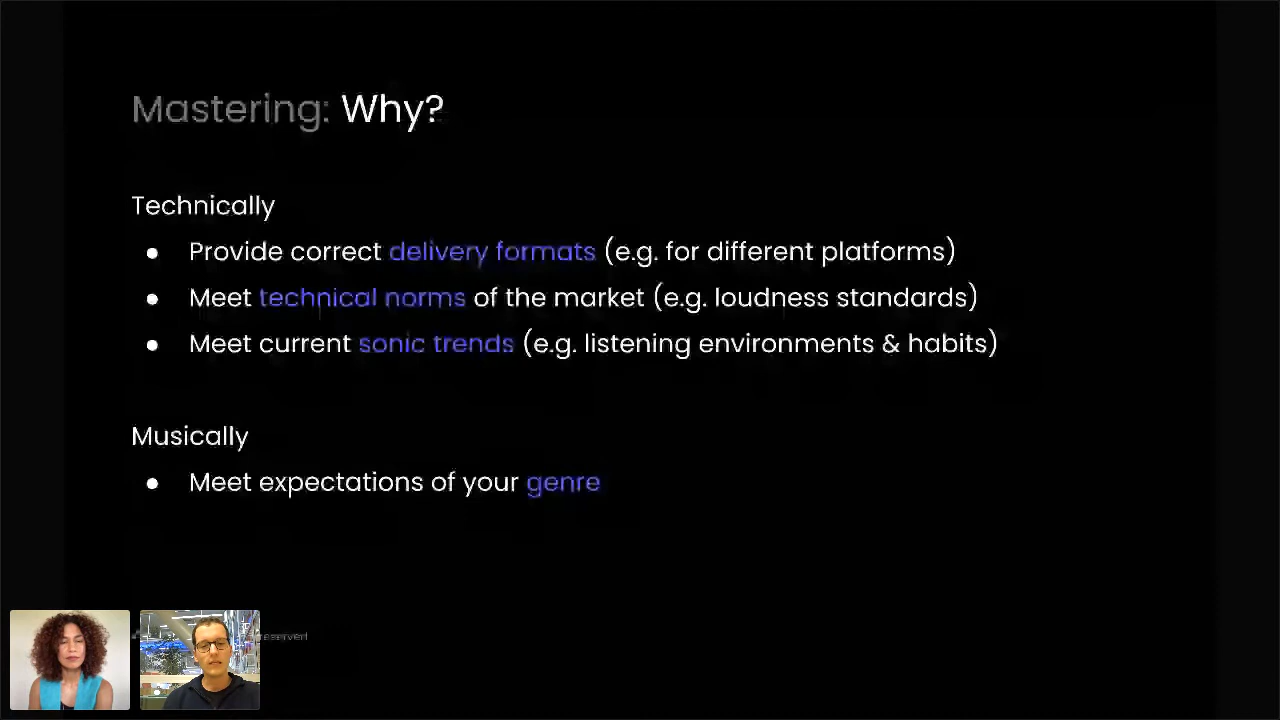 Mastering: Why?
Technically
● Provide correct delivery formats (e.g. for different platforms)
● Meet technical norms of the market (e.g. loudness standards)
● Meet current sonic trends (e.g. listening environments & habits)
Musically
● Meet expectations of your genre
reserved